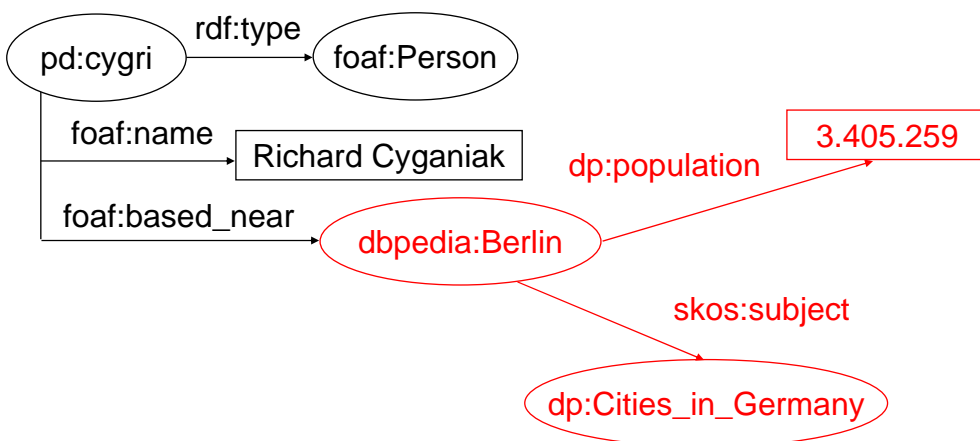 rdf:type
pd:cygri
foaf:Person
foaf:name
Richard Cyganiak
3.405.259
dp:population
foaf:based_near
dbpedia:Berlin
skos:subject
dp:Cities_in_Germany